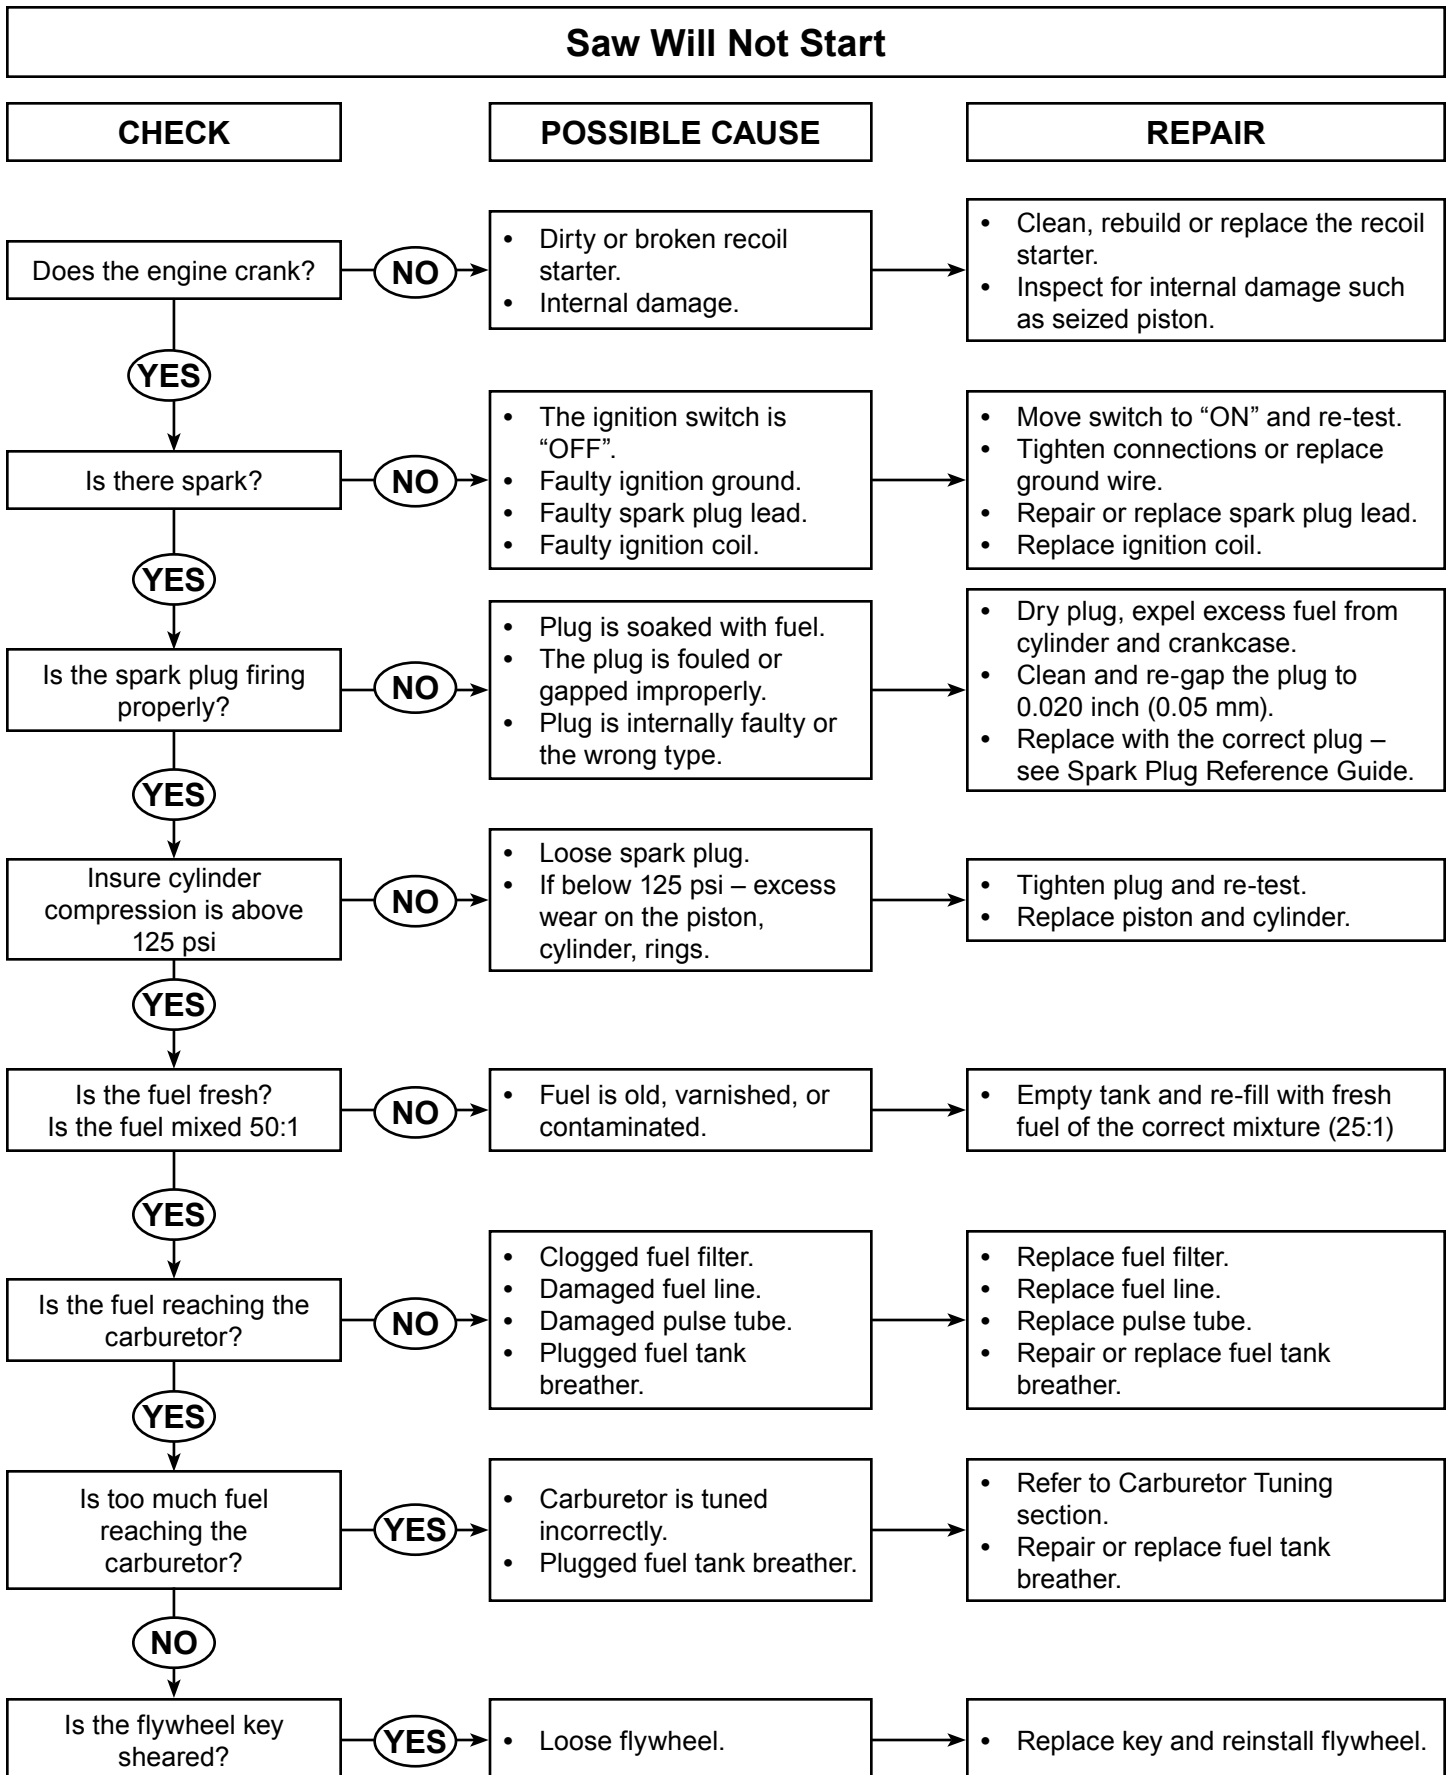 Saw Will Not Start
CHECK
POSSIBLE CAUSE
REPAIR
Does the engine crank?
NO
• Dirty or broken recoil
starter.
• Internal damage.
• Clean, rebuild or replace the recoil
starter.
• Inspect for internal damage such
as seized piston.
YES
Is there spark?
NO
• The ignition switch is
“OFF”.
• Faulty ignition ground.
• Faulty spark plug lead.
• Faulty ignition coil.
• Move switch to “ON” and re-test.
• Tighten connections or replace
ground wire.
• Repair or replace spark plug lead.
• Replace ignition coil.
YES
Is the spark plug firing
properly?
NO
• Plug is soaked with fuel.
• The plug is fouled or
gapped improperly.
• Plug is internally faulty or
the wrong type.
• Dry plug, expel excess fuel from
cylinder and crankcase.
• Clean and re-gap the plug to
0.020 inch (0.05 mm).
• Replace with the correct plug –
see Spark Plug Reference Guide.
YES
Insure cylinder
compression is above
125 psi
NO
• Loose spark plug.
• If below 125 psi – excess
wear on the piston,
cylinder, rings.
• Tighten plug and re-test.
• Replace piston and cylinder.
YES
Is the fuel fresh?
Is the fuel mixed 50:1
NO
• Fuel is old, varnished, or
contaminated.
• Empty tank and re-fill with fresh
fuel of the correct mixture (25:1)
YES
Is the fuel reaching the
carburetor?
NO
• Clogged fuel filter.
• Damaged fuel line.
• Damaged pulse tube.
• Plugged fuel tank
breather.
• Replace fuel filter.
• Replace fuel line.
• Replace pulse tube.
• Repair or replace fuel tank
breather.
YES
Is too much fuel
reaching the
carburetor?
YES
• Carburetor is tuned
incorrectly.
• Plugged fuel tank breather.
• Refer to Carburetor Tuning
section.
• Repair or replace fuel tank
breather.
NO
Is the flywheel key
sheared?
YES
• Loose flywheel.
• Replace key and reinstall flywheel.